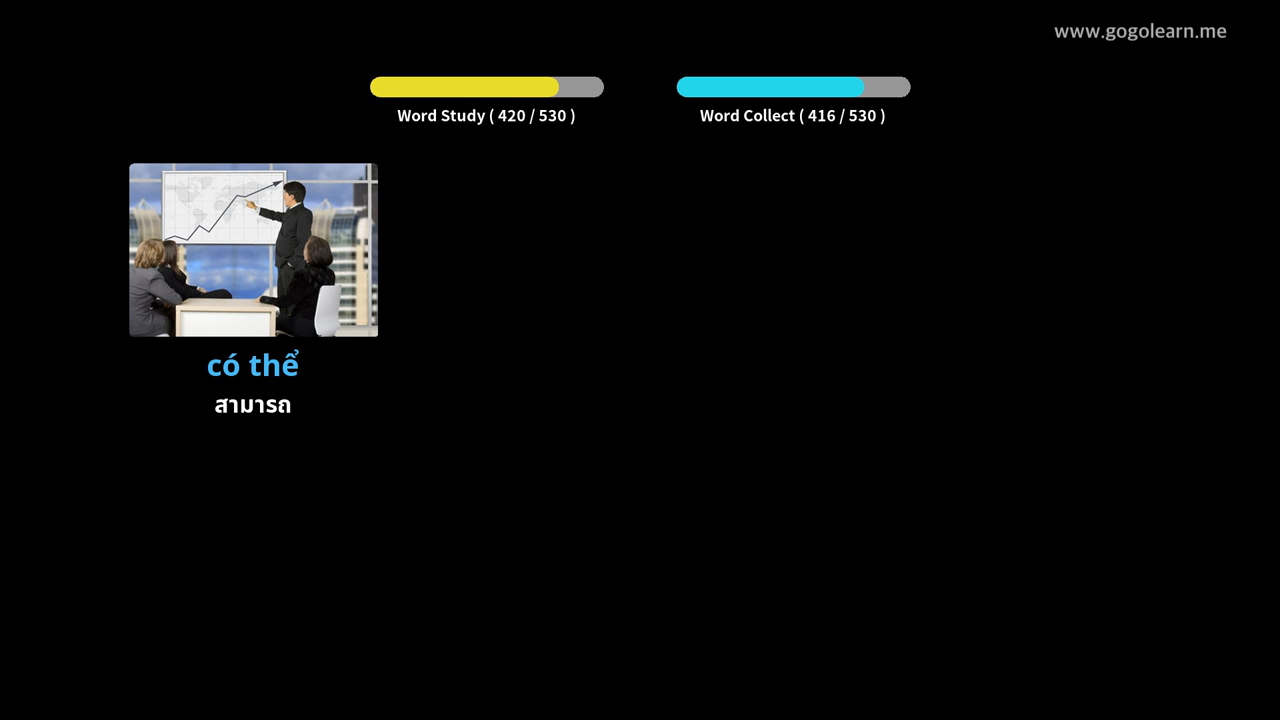 www.gogolearn.me
Word Study ( 420 / 530 )
Word Collect ( 416 / 530 )
có thể
สามารถ